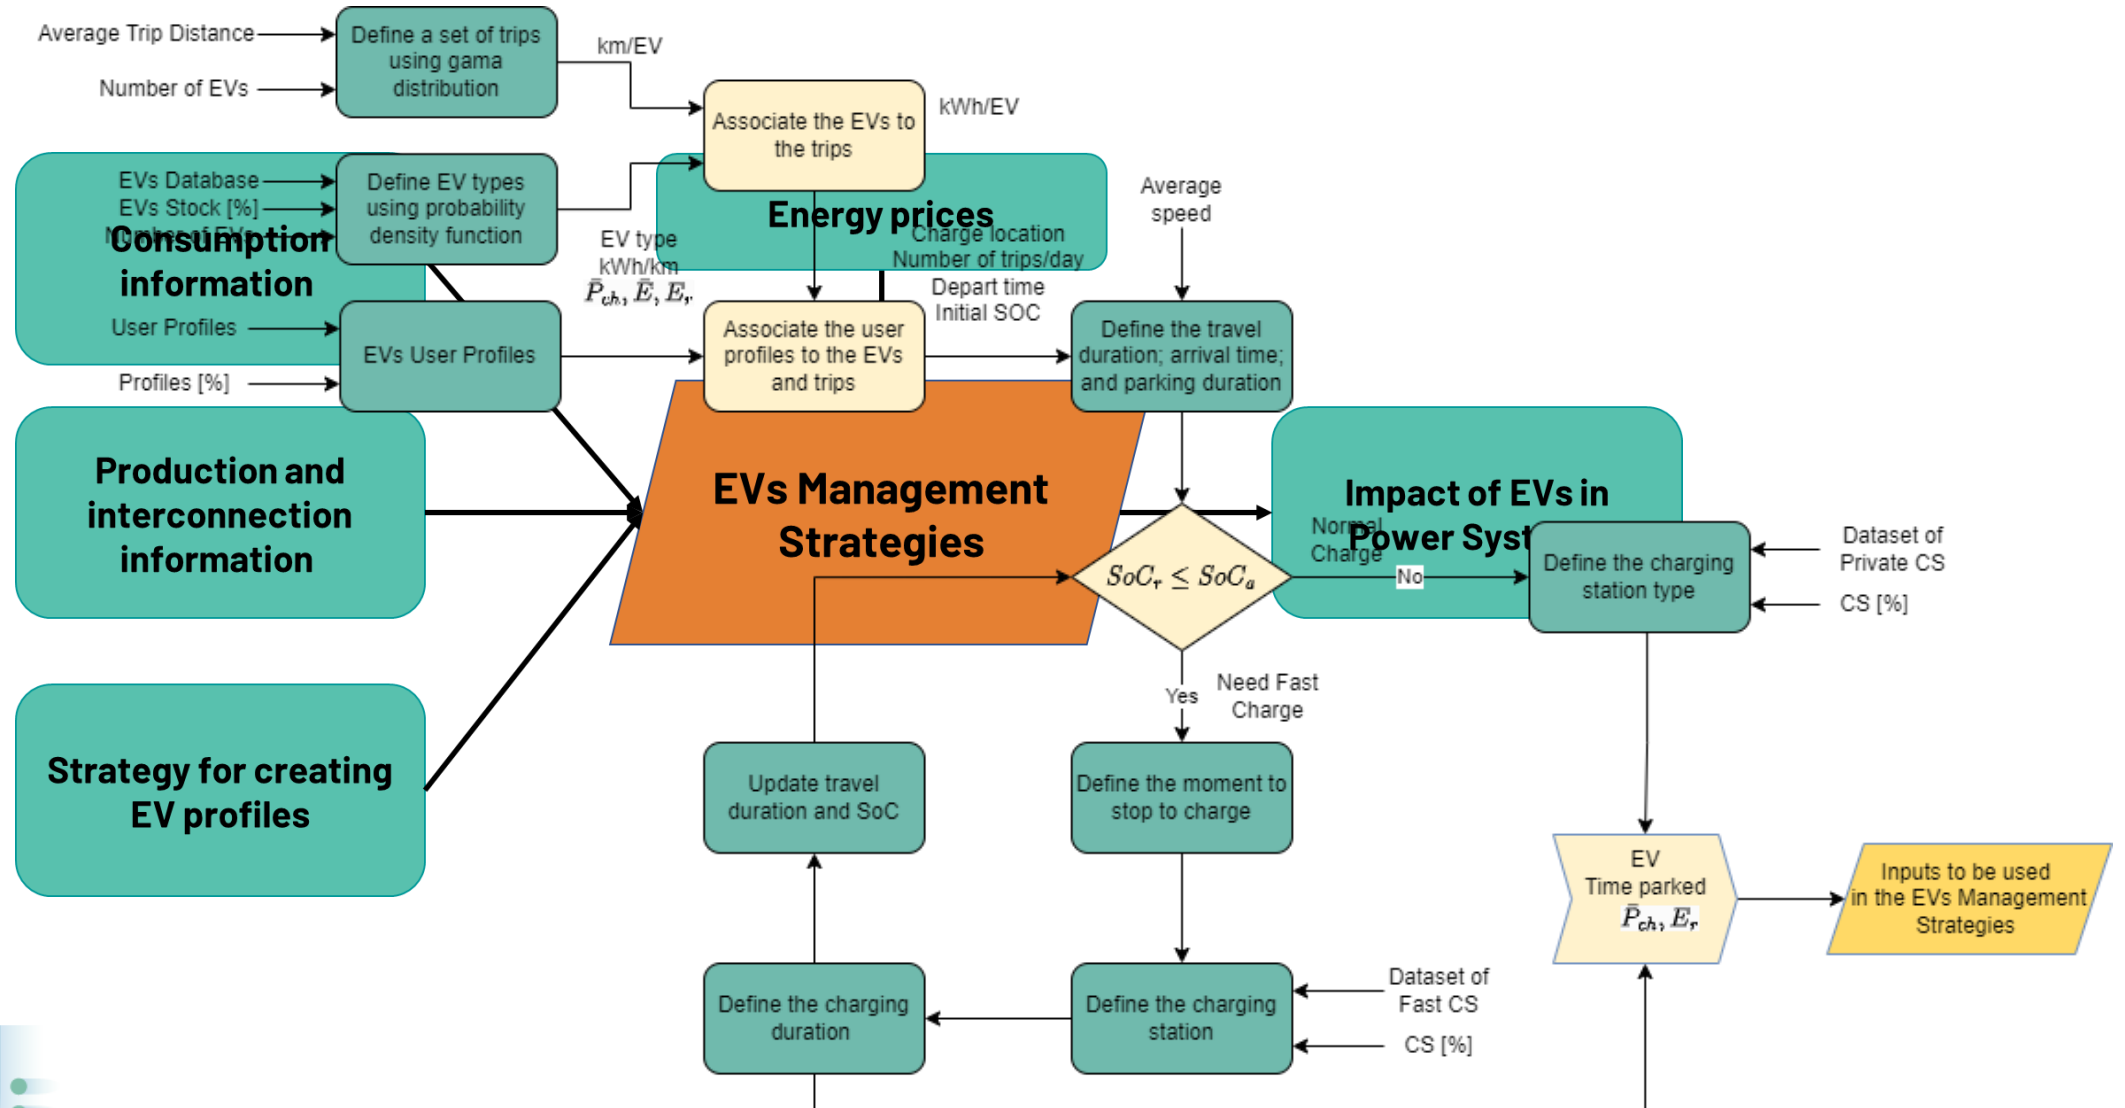 Average Trip Distance
Number of EVs
Define a set of trips
using gama
distribution
km/EV
Associate the EVs to
the trips
kWh/EV
EVs Database
EVs Stock [%]
Number of EVs
Define EV types
using probability
density function
Consumption
information
Energy prices
EV type
kWh/km
P̄ch, Ē, Er
Charge location
Number of trips/day
Depart time
Initial SOC
Average
speed
User Profiles
Profiles [%]
EVs User Profiles
Associate the user
profiles to the EVs
and trips
Define the travel
duration; arrival time;
and parking duration
Production and
interconnection
information
EVs Management
Strategies
Impact of EVs in
Power Syst
SoCr ≤ SoCa
Normal
Charge
No
Define the charging
station type
Dataset of
Private CS
CS [%]
Yes
Need Fast
Charge
Strategy for creating
EV profiles
Update travel
duration and SoC
Define the moment to
stop to charge
EV
Time parked
P̄ch, Er
Inputs to be used
in the EVs Management
Strategies
Define the charging
duration
Define the charging
station
Dataset of
Fast CS
CS [%]